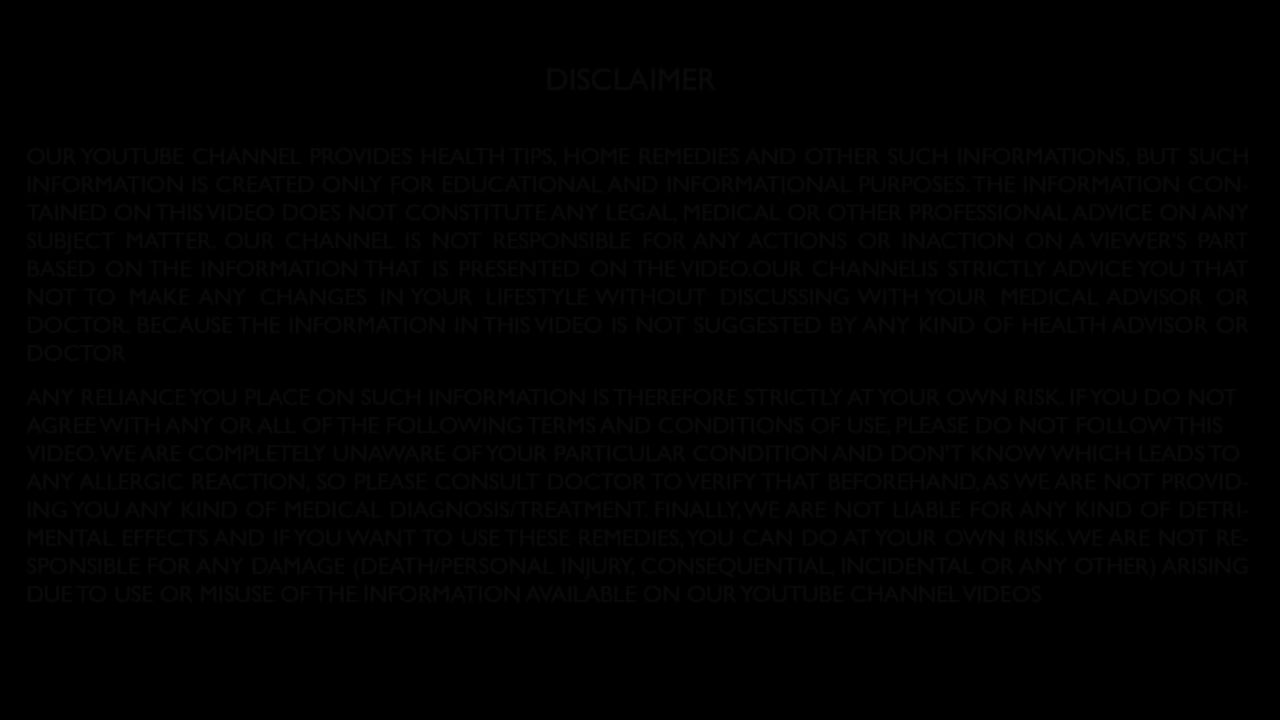 DISCLAIMER
OUR YOUTUBE CHANNEL PROVIDES HEALTH TIPS, HOME REMEDIES AND OTHER SUCH INFORMATIONS, BUT SUCH
INFORMATION IS CREATED ONLY FOR EDUCATIONAL AND INFORMATIONAL PURPOSES. THE INFORMATION CON-
TAINED ON THIS VIDEO DOES NOT CONSTITUTE ANY LEGAL, MEDICAL OR OTHER PROFESSIONAL ADVICE ON ANY
SUBJECT MATTER. OUR CHANNEL IS NOT RESPONSIBLE FOR ANY ACTIONS OR INACTION ON A VIEWER'S PART
BASED ON THE INFORMATION THAT IS PRESENTED ON THE VIDEO.OUR CHANNELIS STRICTLY ADVICE YOU THAT
NOT TO MAKE ANY CHANGES IN YOUR LIFESTYLE WITHOUT DISCUSSING WITH YOUR MEDICAL ADVISOR OR
DOCTOR. BECAUSE THE INFORMATION IN THIS VIDEO IS NOT SUGGESTED BY ANY KIND OF HEALTH ADVISOR OR
DOCTOR
ANY RELIANCE YOU PLACE ON SUCH INFORMATION IS THEREFORE STRICTLY AT YOUR OWN RISK. IF YOU DO NOT
AGREE WITH ANY OR ALL OF THE FOLLOWING TERMS AND CONDITIONS OF USE, PLEASE DO NOT FOLLOW THIS
VIDEO. WE ARE COMPLETELY UNAWARE OF YOUR PARTICULAR CONDITION AND DON'T KNOW WHICH LEADS TO
ANY ALLERGIC REACTION, SO PLEASE CONSULT DOCTOR TO VERIFY THAT BEFOREHAND, AS WE ARE NOT PROVID-
ING YOU ANY KIND OF MEDICAL DIAGNOSIS/TREATMENT. FINALLY, WE ARE NOT LIABLE FOR ANY KIND OF DETRI-
MENTAL EFFECTS AND IF YOU WANT TO USE THESE REMEDIES, YOU CAN DO AT YOUR OWN RISK. WE ARE NOT RE-
SPONSIBLE FOR ANY DAMAGE (DEATH/PERSONAL INJURY, CONSEQUENTIAL, INCIDENTAL OR ANY OTHER) ARISING
DUE TO USE OR MISUSE OF THE INFORMATION AVAILABLE ON OUR YOUTUBE CHANNEL VIDEOS